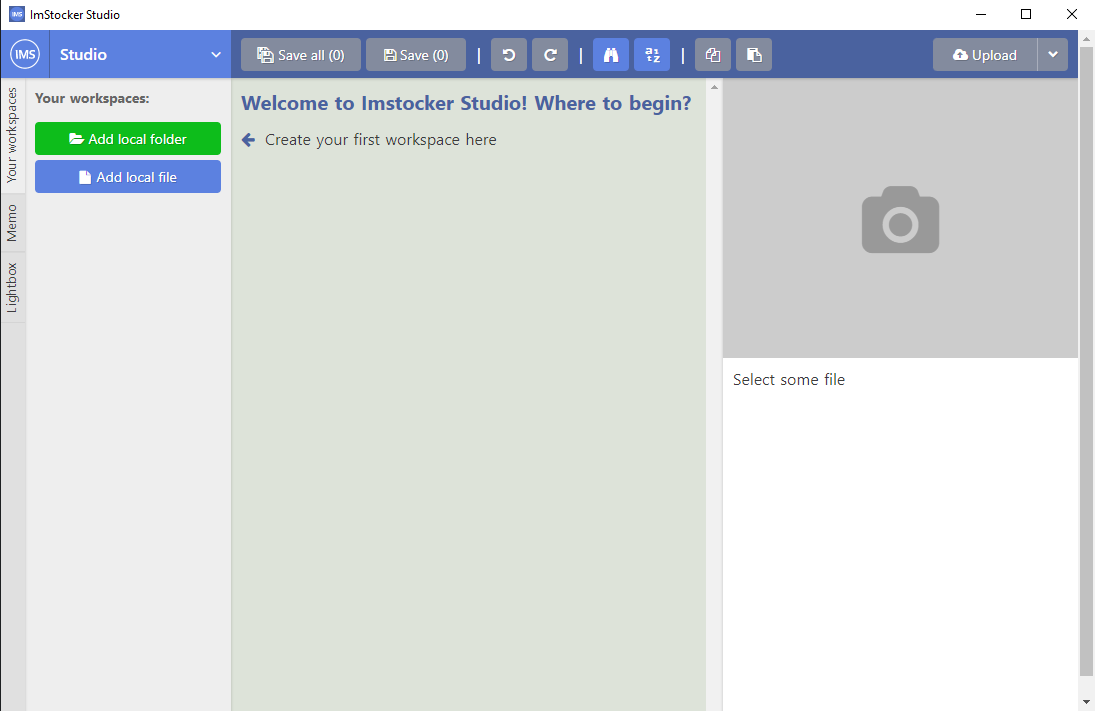 ImStocker Studio
IMS Studio
Save all (0)
Save (0)
Upload
Your workspaces
Memo
Lightbox
Your workspaces:
Add local folder
Add local file
Welcome to Imstocker Studio! Where to begin?
Create your first workspace here
Select some file